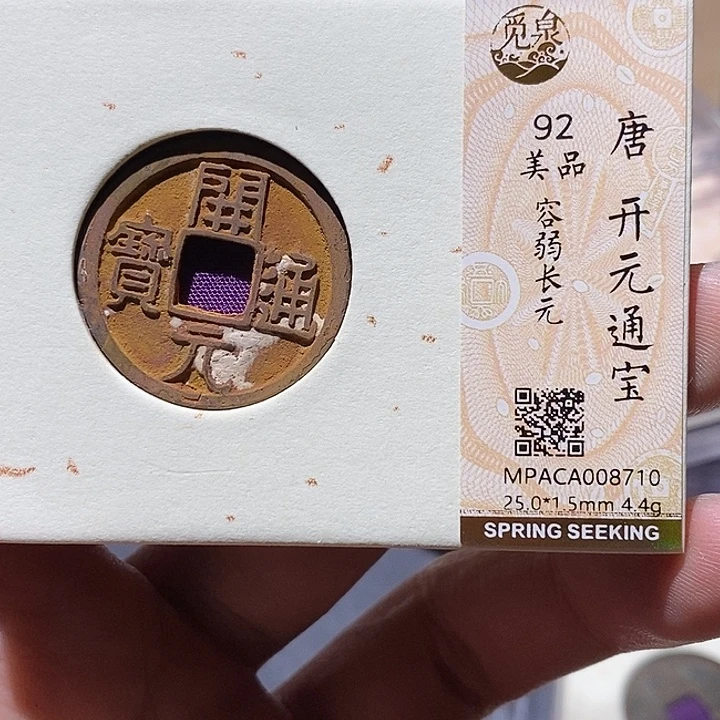 開
通
元
寶
覓泉
唐 开元通宝
92
美品
容弱长元
MPACA008710
25.0*1.5mm 4.4g
SPRING SEEKING